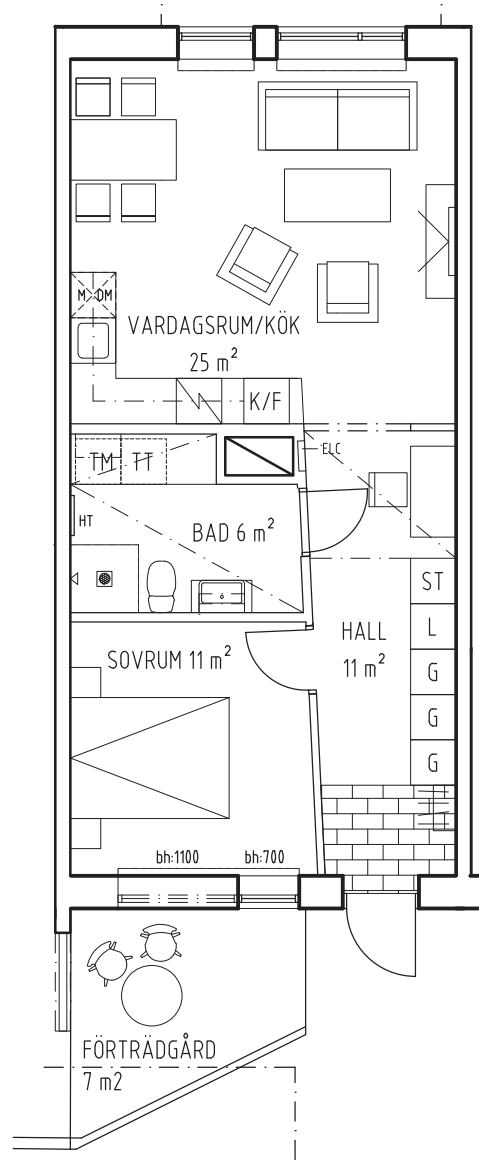 M
DM
VARDAGSRUM/KÖK
25 m²
K/F
ELC
TM
TT
HT
BAD 6 m²
ST
HALL
11 m²
L
SOVRUM 11 m²
G
G
G
bh:1100
bh:700
FÖRTRÄDGÅRD
7 m2